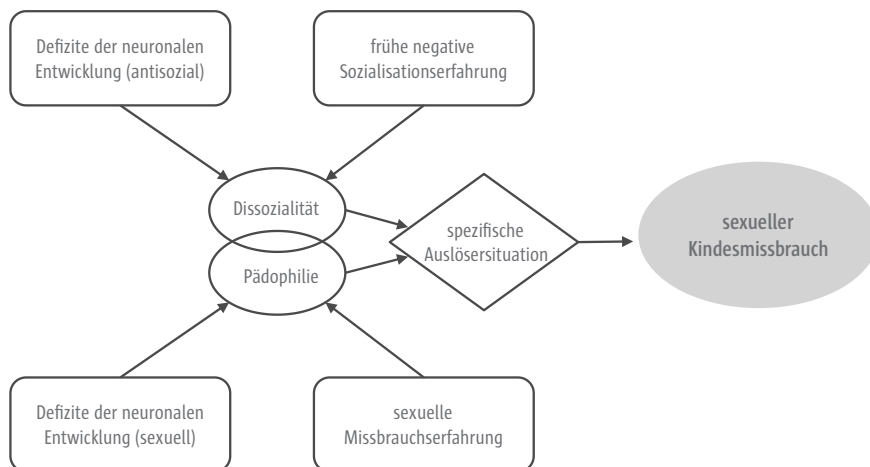 Defizite der neuronalen
Entwicklung (antisozial)
frühe negative
Sozialisationserfahrung
Dissozialität
Pädophilie
spezifische
Auslösersituation
sexueller
Kindesmissbrauch
Defizite der neuronalen
Entwicklung (sexuell)
sexuelle
Missbrauchserfahrung